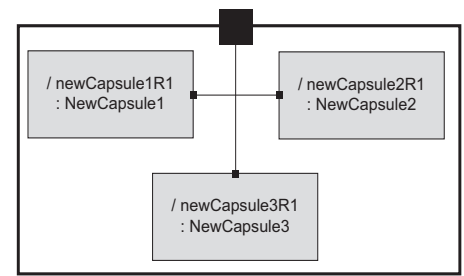 / newCapsule1R1
: NewCapsule1
/ newCapsule2R1
: NewCapsule2
/ newCapsule3R1
: NewCapsule3